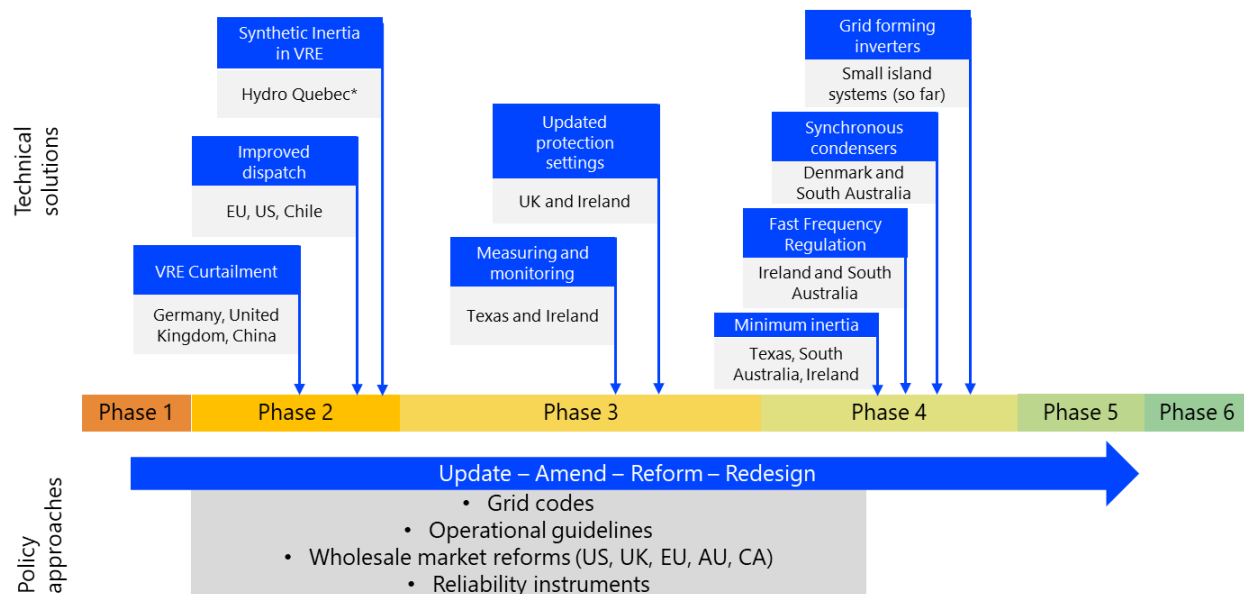 Technical
solutions
Synthetic Inertia
in VRE
Hydro Quebec*
Improved
dispatch
EU, US, Chile
VRE Curtailment
Germany, United
Kingdom, China
Updated
protection
settings
UK and Ireland
Measuring and
monitoring
Texas and Ireland
Grid forming
inverters
Small island
systems (so far)
Synchronous
condensers
Denmark and
South Australia
Fast Frequency
Regulation
Ireland and South
Australia
Minimum inertia
Texas, South
Australia, Ireland
Phase 1
Phase 2
Phase 3
Phase 4
Phase 5
Phase 6
Policy
approaches
Update – Amend – Reform – Redesign
• Grid codes
• Operational guidelines
• Wholesale market reforms (US, UK, EU, AU, CA)
• Reliability instruments